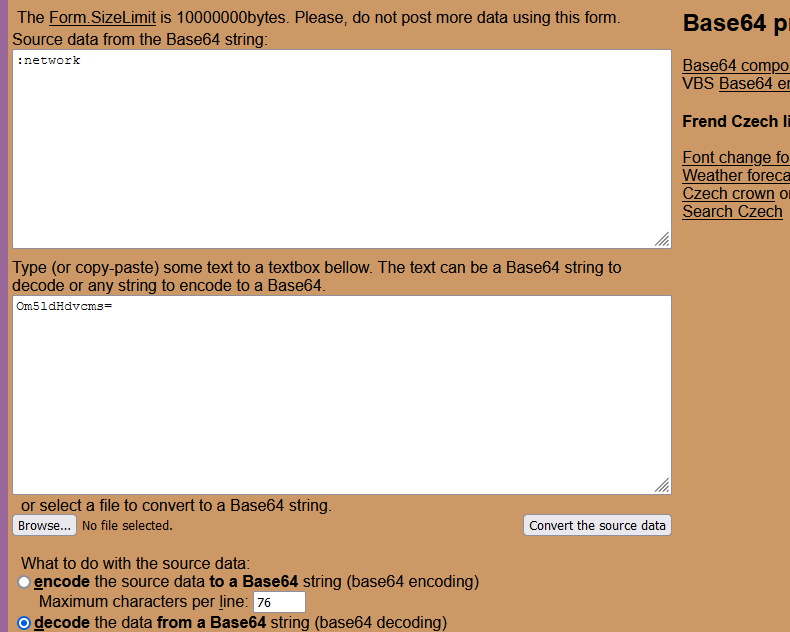 The Form.SizeLimit is 10000000bytes. Please, do not post more data using this form.
Source data from the Base64 string:
:network
Type (or copy-paste) some text to a textbox bellow. The text can be a Base64 string to
decode or any string to encode to a Base64.
Om5ldHdvcms=
or select a file to convert to a Base64 string.
Browse... No file selected. Convert the source data
What to do with the source data:
encode the source data to a Base64 string (base64 encoding)
Maximum characters per line: 76
decode the data from a Base64 string (base64 decoding)
Base64
Base64
VBS Base64
Frend Czech
Font change
Weather
Czech crown
Search Czech